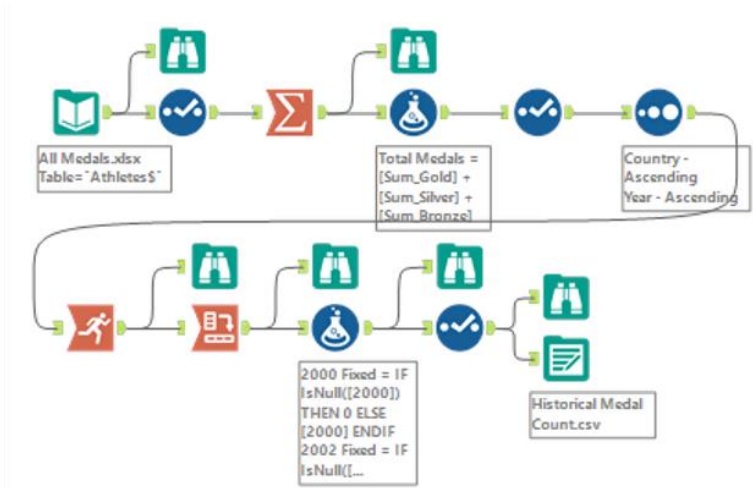 All Medals.xlsx
Table=`Athletes$`
Total Medals =
[Sum_Gold] +
[Sum_Silver] +
[Sum_Bronze]
Country -
Ascending
Year - Ascending
2000 Fixed = IF
IsNull([2000])
THEN 0 ELSE
[2000] ENDIF
2002 Fixed = IF
IsNull([...
Historical Medal
Count.csv